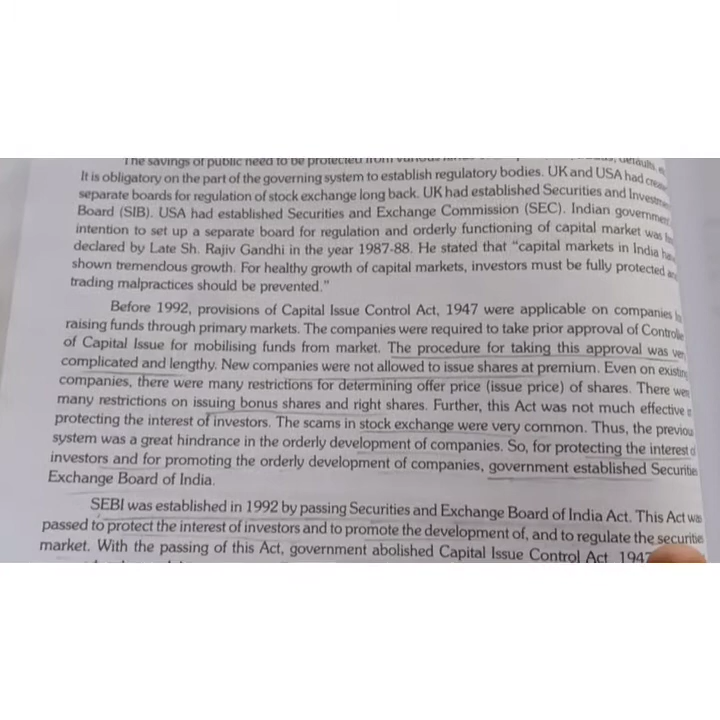 The savings of public need to be protected from various
It is obligatory on the part of the governing system to establish regulatory bodies. UK and USA had
separate boards for regulation of stock exchange long back. UK had established Securities and
Board (SIB). USA had established Securities and Exchange Commission (SEC). Indian
intention to set up a separate board for regulation and orderly functioning of capital market was
declared by Late Sh. Rajiv Gandhi in the year 1987-88. He stated that "capital markets in India
shown tremendous growth. For healthy growth of capital markets, investors must be fully protected
trading malpractices should be prevented."
Before 1992, provisions of Capital Issue Control Act, 1947 were applicable on companies
raising funds through primary markets. The companies were required to take prior approval of
of Capital Issue for mobilising funds from market. The procedure for taking this approval was
complicated and lengthy. New companies were not allowed to issue shares at premium. Even on
companies, there were many restrictions for determining offer price (issue price) of shares. There
many restrictions on issuing bonus shares and right shares. Further, this Act was not much effective
protecting the interest of investors. The scams in stock exchange were very common. Thus, the
system was a great hindrance in the orderly development of companies. So, for protecting the interest
investors and for promoting the orderly development of companies, government established
Exchange Board of India.
SEBI was established in 1992 by passing Securities and Exchange Board of India Act. This Act
passed to protect the interest of investors and to promote the development of, and to regulate the
market. With the passing of this Act, government abolished Capital Issue Control Act, 1947